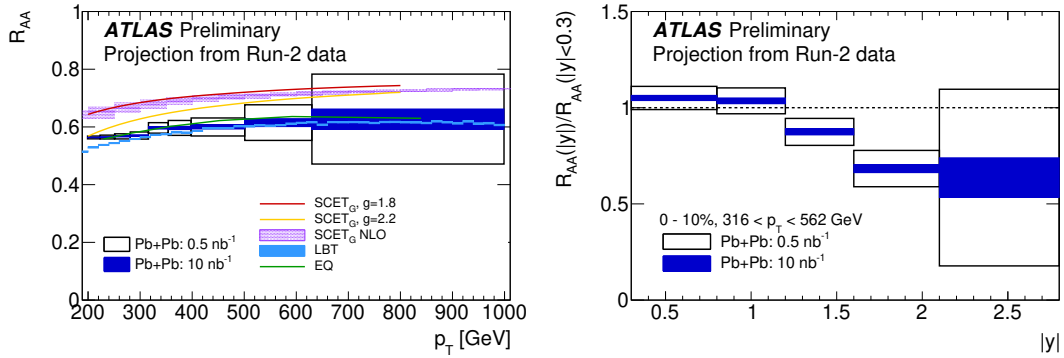 R_AA
ATLAS Preliminary
Projection from Run-2 data
1
0.8
0.6
0.4
0.2
0
SCET_G, g=1.8
SCET_G, g=2.2
SCET_G NLO
LBT
EQ
Pb+Pb: 0.5 nb⁻¹
Pb+Pb: 10 nb⁻¹
200 300 400 500 600 700 800 900 1000
p_T [GeV]
R_AA(|y|)/R_AA(|y|<0.3)
ATLAS Preliminary
Projection from Run-2 data
1.5
1
0.5
0
0 - 10%, 316 < p_T < 562 GeV
Pb+Pb: 0.5 nb⁻¹
Pb+Pb: 10 nb⁻¹
0.5 1 1.5 2 2.5
|y|